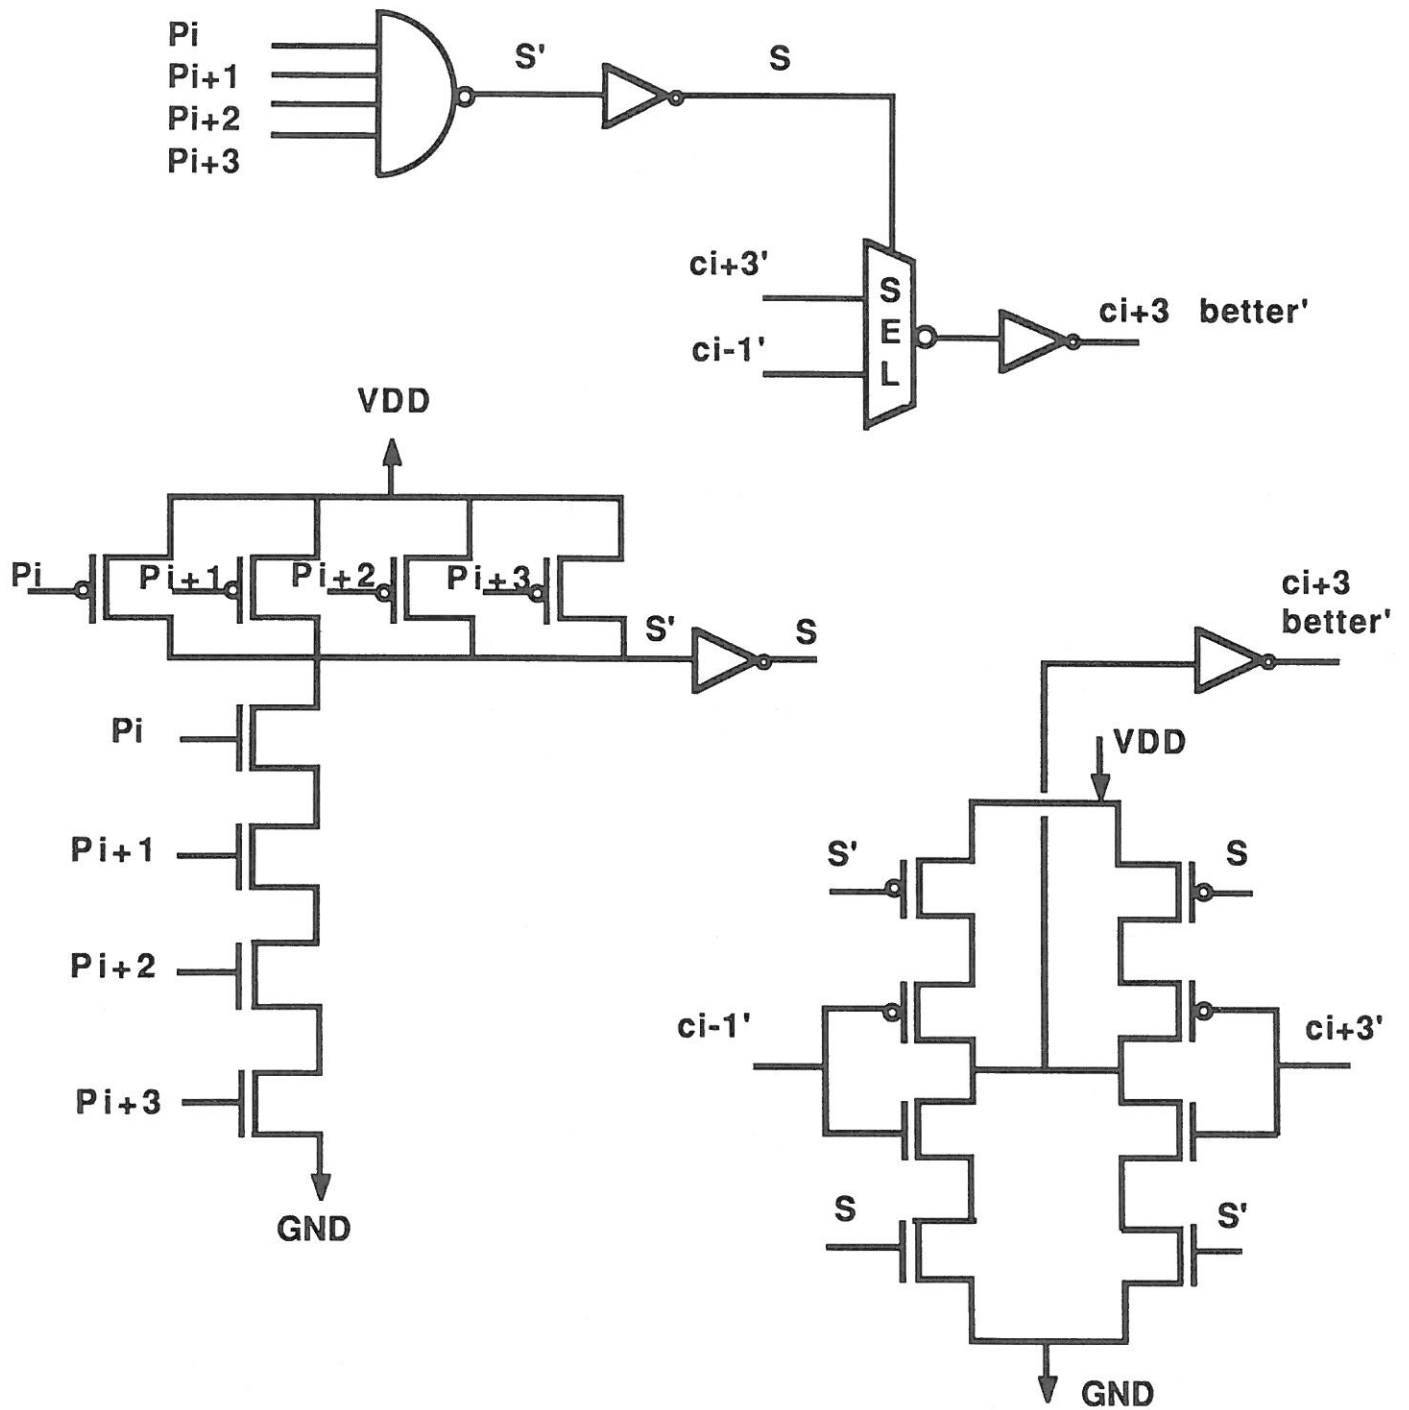 Pi
Pi+1
Pi+2
Pi+3
S'
S
ci+3'
ci-1'
S
E
L
ci+3 better'
VDD
Pi
Pi+1
Pi+2
Pi+3
S'
S
ci+3
better'
Pi
VDD
Pi+1
S'
S
Pi+2
ci-1'
ci+3'
Pi+3
S
S'
GND
GND